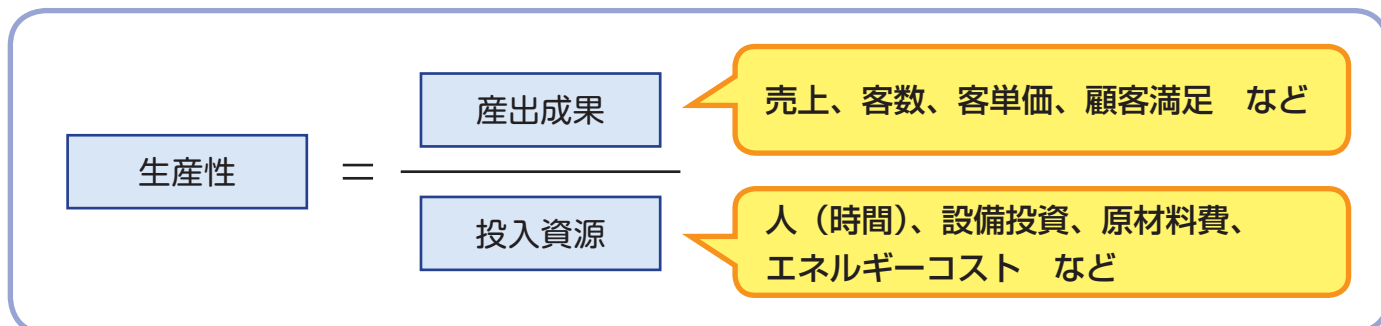 産出成果
売上、客数、客単価、顧客満足　など
生産性
＝
投入資源
人（時間）、設備投資、原材料費、
エネルギーコスト　など